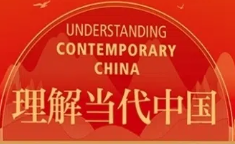 UNDERSTANDING
CONTEMPORARY
CHINA
理解当代中国